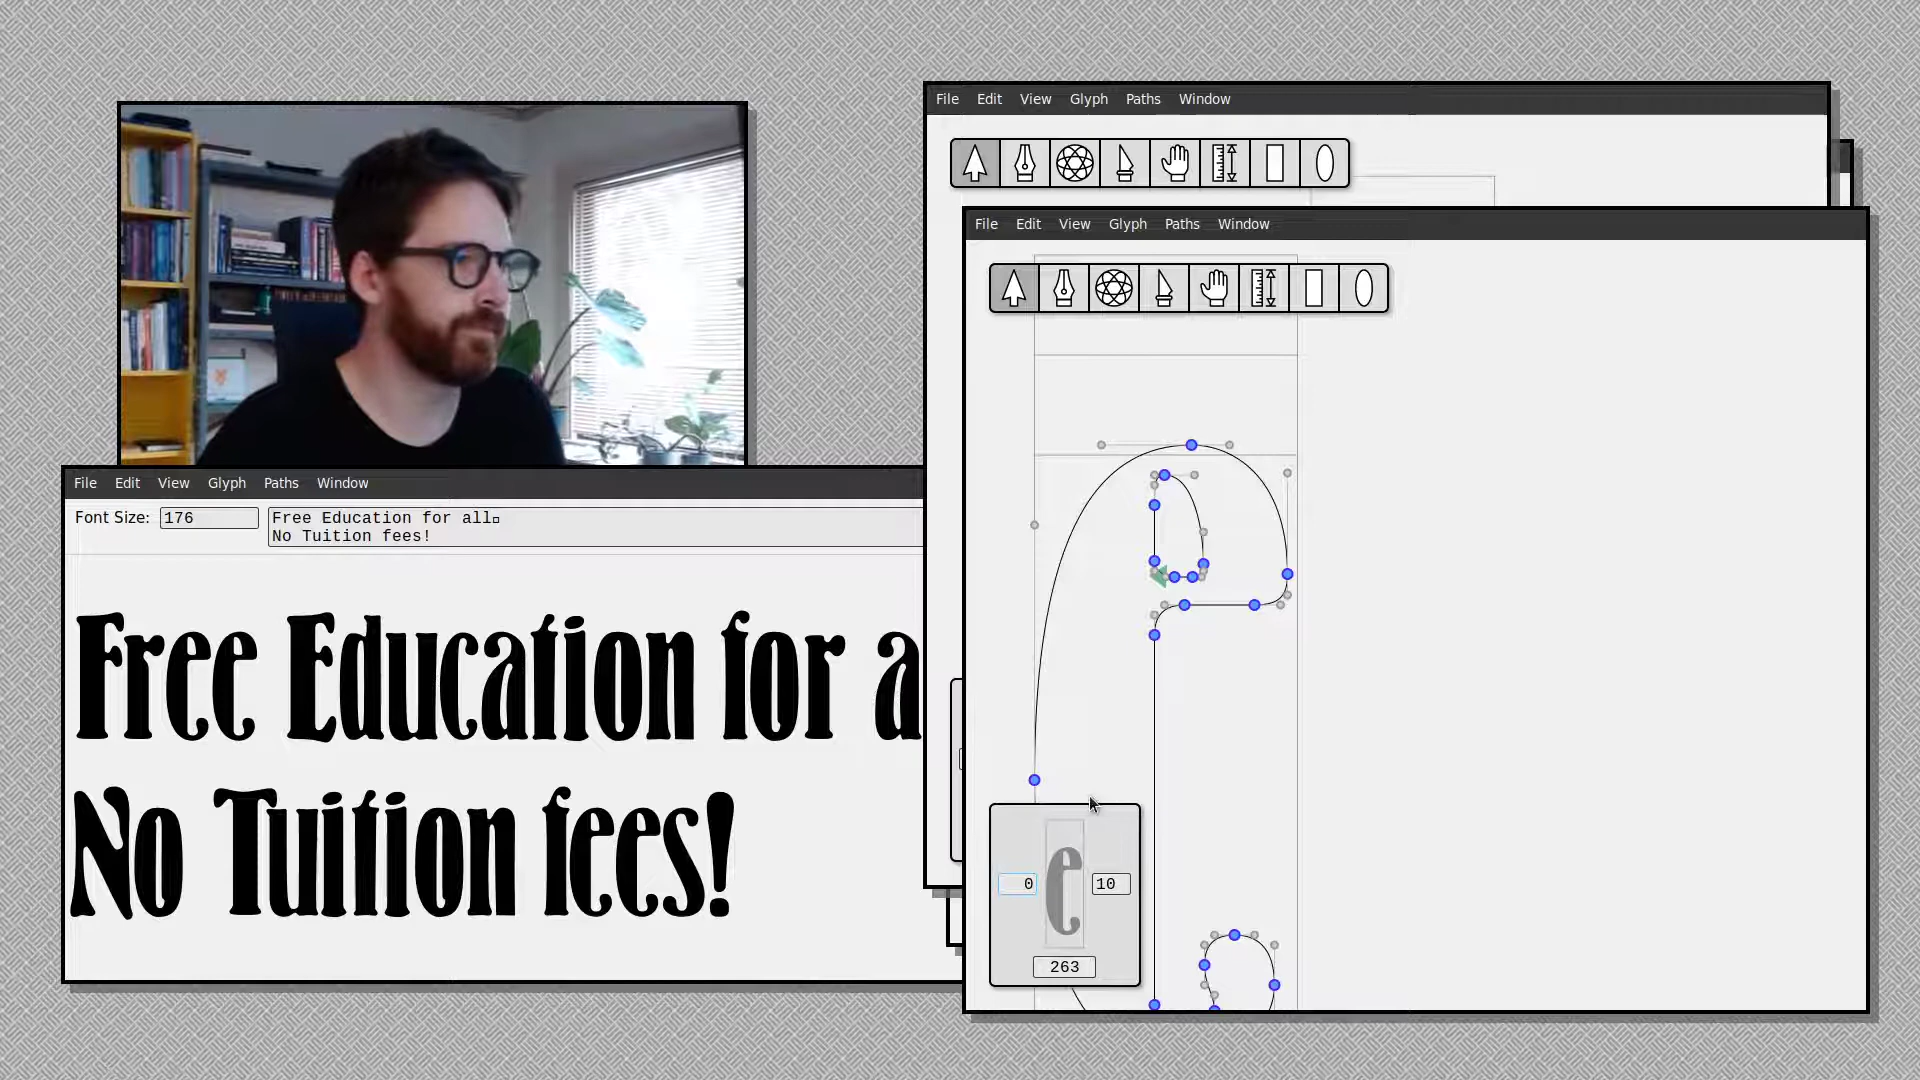 File Edit View Glyph Paths Window
File Edit View Glyph Paths Window
File Edit View Glyph Paths Window
Font Size: 176
Free Education for all
No Tuition fees!
Free Education for a
No Tuition fees!
0 e 10
263